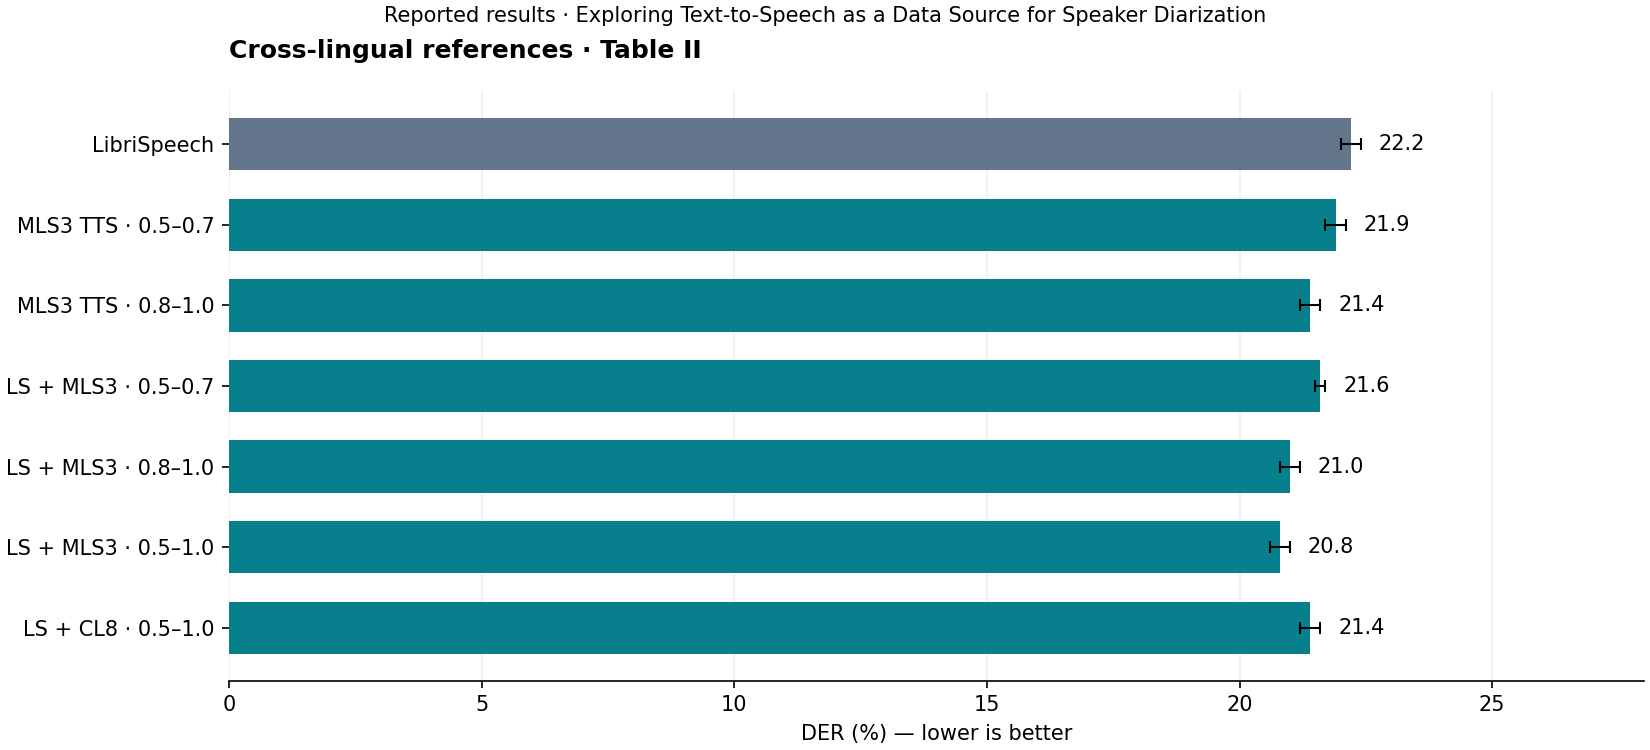 Reported results · Exploring Text-to-Speech as a Data Source for Speaker Diarization
Cross-lingual references · Table II
LibriSpeech 22.2
MLS3 TTS · 0.5–0.7 21.9
MLS3 TTS · 0.8–1.0 21.4
LS + MLS3 · 0.5–0.7 21.6
LS + MLS3 · 0.8–1.0 21.0
LS + MLS3 · 0.5–1.0 20.8
LS + CL8 · 0.5–1.0 21.4
0 5 10 15 20 25
DER (%) — lower is better